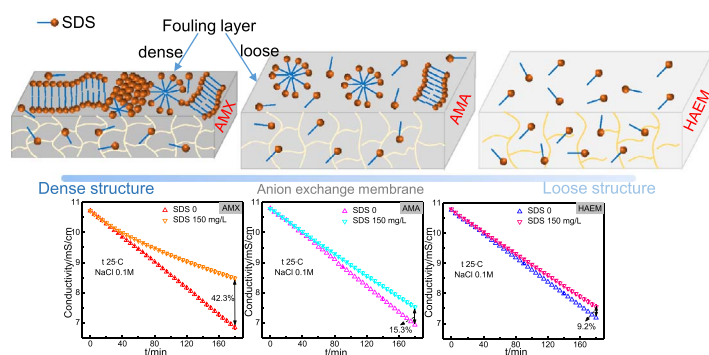 SDS
Fouling layer
dense
loose
AMX
AMA
HAEM
Dense structure
Anion exchange membrane
Loose structure
AMX
SDS 0
SDS 150 mg/L
t 25·C
NaCl 0.1M
42.3%
Conductivity/mS/cm
11
10
9
8
7
0 40 80 120 160
t/min
AMA
SDS 0
SDS 150 mg/L
t 25·C
NaCl 0.1M
15.3%
Conductivity/mS/cm
11
10
9
8
7
0 40 80 120 160
t/min
HAEM
SDS 0
SDS 150 mg/L
t 25·C
NaCl 0.1M
9.2%
Conductivity/mS/cm
11
10
9
8
7
0 40 80 120 160
t/min